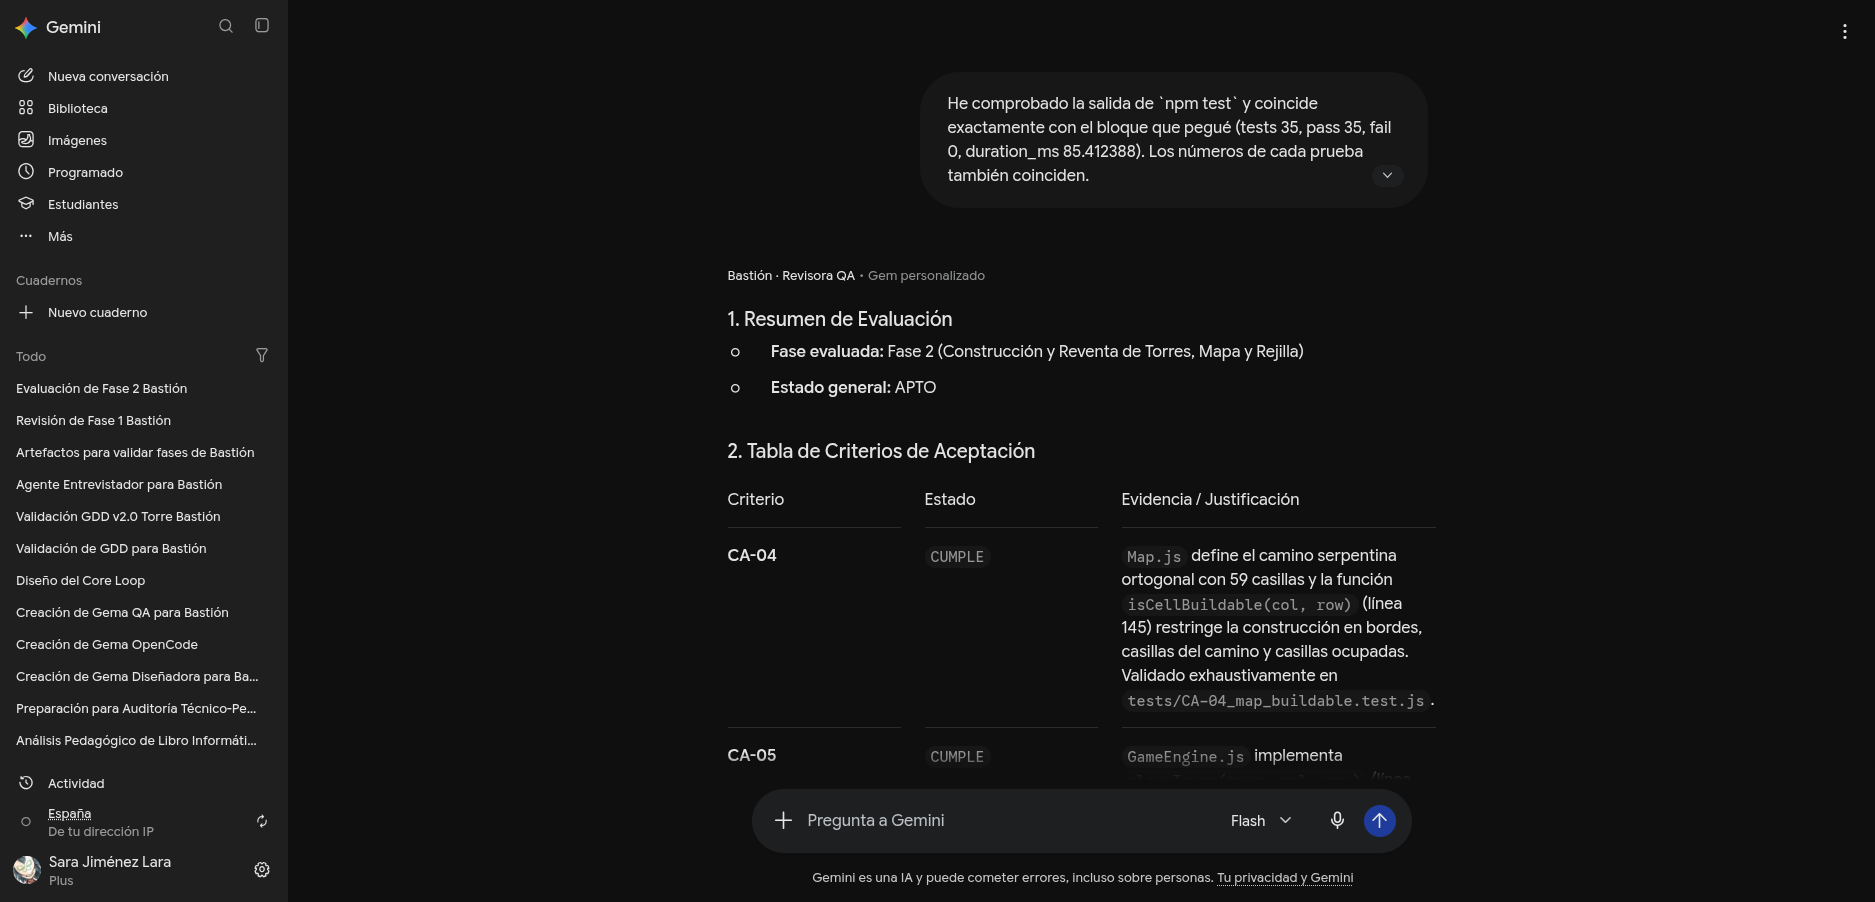 Gemini
Nueva conversación
Biblioteca
Imágenes
Programado
Estudiantes
Más
Cuadernos
Nuevo cuaderno
Todo
Evaluación de Fase 2 Bastión
Revisión de Fase 1 Bastión
Artefactos para validar fases de Bastión
Agente Entrevistador para Bastión
Validación GDD v2.0 Torre Bastión
Validación de GDD para Bastión
Diseño del Core Loop
Creación de Gema QA para Bastión
Creación de Gema OpenCode
Creación de Gema Diseñadora para Ba...
Preparación para Auditoría Técnico-Pe...
Análisis Pedagógico de Libro Informáti...
Actividad
España
De tu dirección IP
Sara Jiménez Lara
Plus
He comprobado la salida de `npm test` y coincide
exactamente con el bloque que pegué (tests 35, pass 35, fail
0, duration_ms 85.412388). Los números de cada prueba
también coinciden.
Bastión · Revisora QA • Gem personalizado
1. Resumen de Evaluación
Fase evaluada: Fase 2 (Construcción y Reventa de Torres, Mapa y Rejilla)
Estado general: APTO
2. Tabla de Criterios de Aceptación
Criterio Estado Evidencia / Justificación
CA-04 CUMPLE Map.js define el camino serpentina
ortogonal con 59 casillas y la función
isCellBuildable(col, row) (línea
145) restringe la construcción en bordes,
casillas del camino y casillas ocupadas.
Validado exhaustivamente en
tests/CA-04_map_buildable.test.js.
CA-05 CUMPLE GameEngine.js implementa
(línea
Pregunta a Gemini
Flash
Gemini es una IA y puede cometer errores, incluso sobre personas. Tu privacidad y Gemini